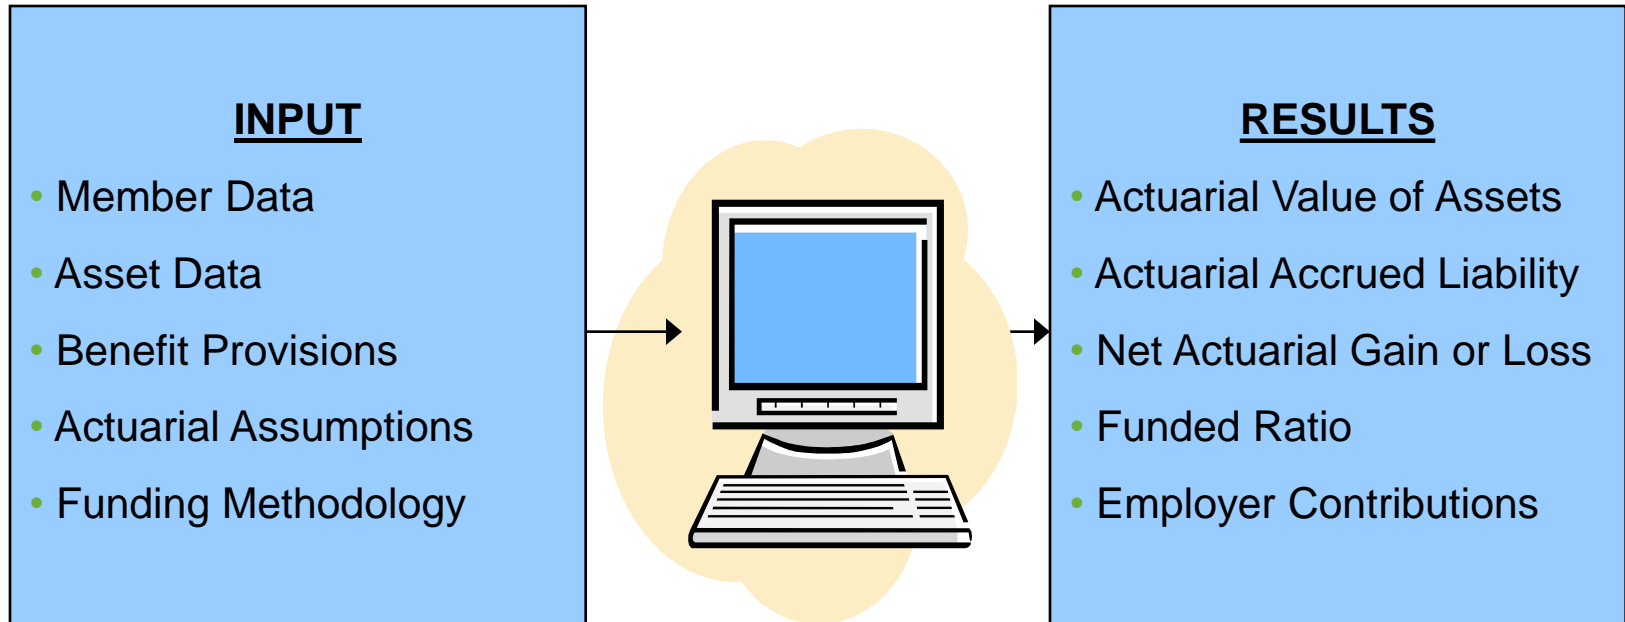 INPUT
• Member Data
• Asset Data
• Benefit Provisions
• Actuarial Assumptions
• Funding Methodology
RESULTS
• Actuarial Value of Assets
• Actuarial Accrued Liability
• Net Actuarial Gain or Loss
• Funded Ratio
• Employer Contributions